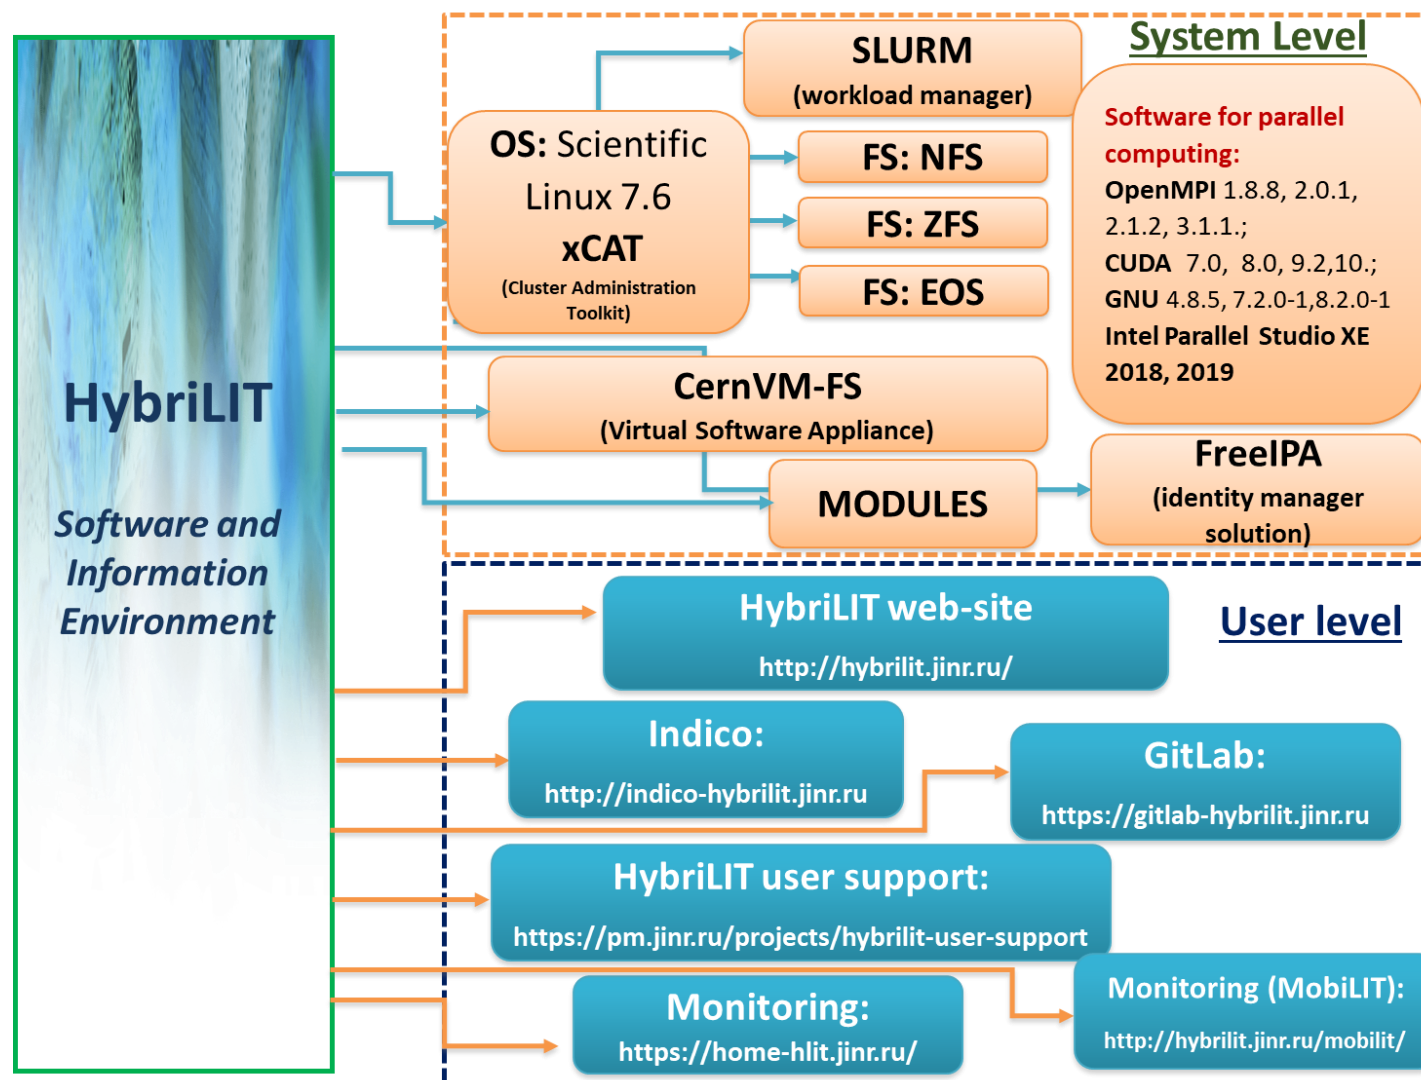 HybriLIT
Software and
Information
Environment
System Level
SLURM
(workload manager)
OS: Scientific
Linux 7.6
xCAT
(Cluster Administration
Toolkit)
FS: NFS
FS: ZFS
FS: EOS
Software for parallel
computing:
OpenMPI 1.8.8, 2.0.1,
2.1.2, 3.1.1.;
CUDA 7.0, 8.0, 9.2,10.;
GNU 4.8.5, 7.2.0-1,8.2.0-1
Intel Parallel Studio XE
2018, 2019
CernVM-FS
(Virtual Software Appliance)
MODULES
FreeIPA
(identity manager
solution)
User level
HybriLIT web-site
http://hybrilit.jinr.ru/
Indico:
http://indico-hybrilit.jinr.ru
GitLab:
https://gitlab-hybrilit.jinr.ru
HybriLIT user support:
https://pm.jinr.ru/projects/hybrilit-user-support
Monitoring:
https://home-hlit.jinr.ru/
Monitoring (MobiLIT):
http://hybrilit.jinr.ru/mobilit/